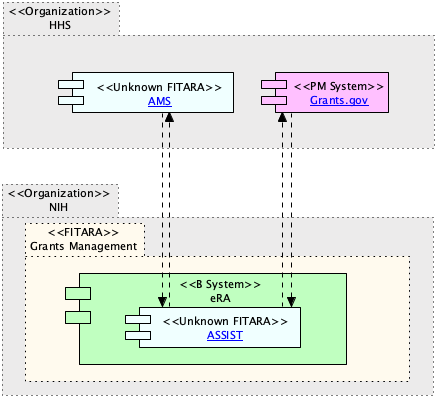 <<Organization>>
HHS
<<Unknown FITARA>>
AMS
<<PM System>>
Grants.gov
<<Organization>>
NIH
<<FITARA>>
Grants Management
<<B System>>
eRA
<<Unknown FITARA>>
ASSIST